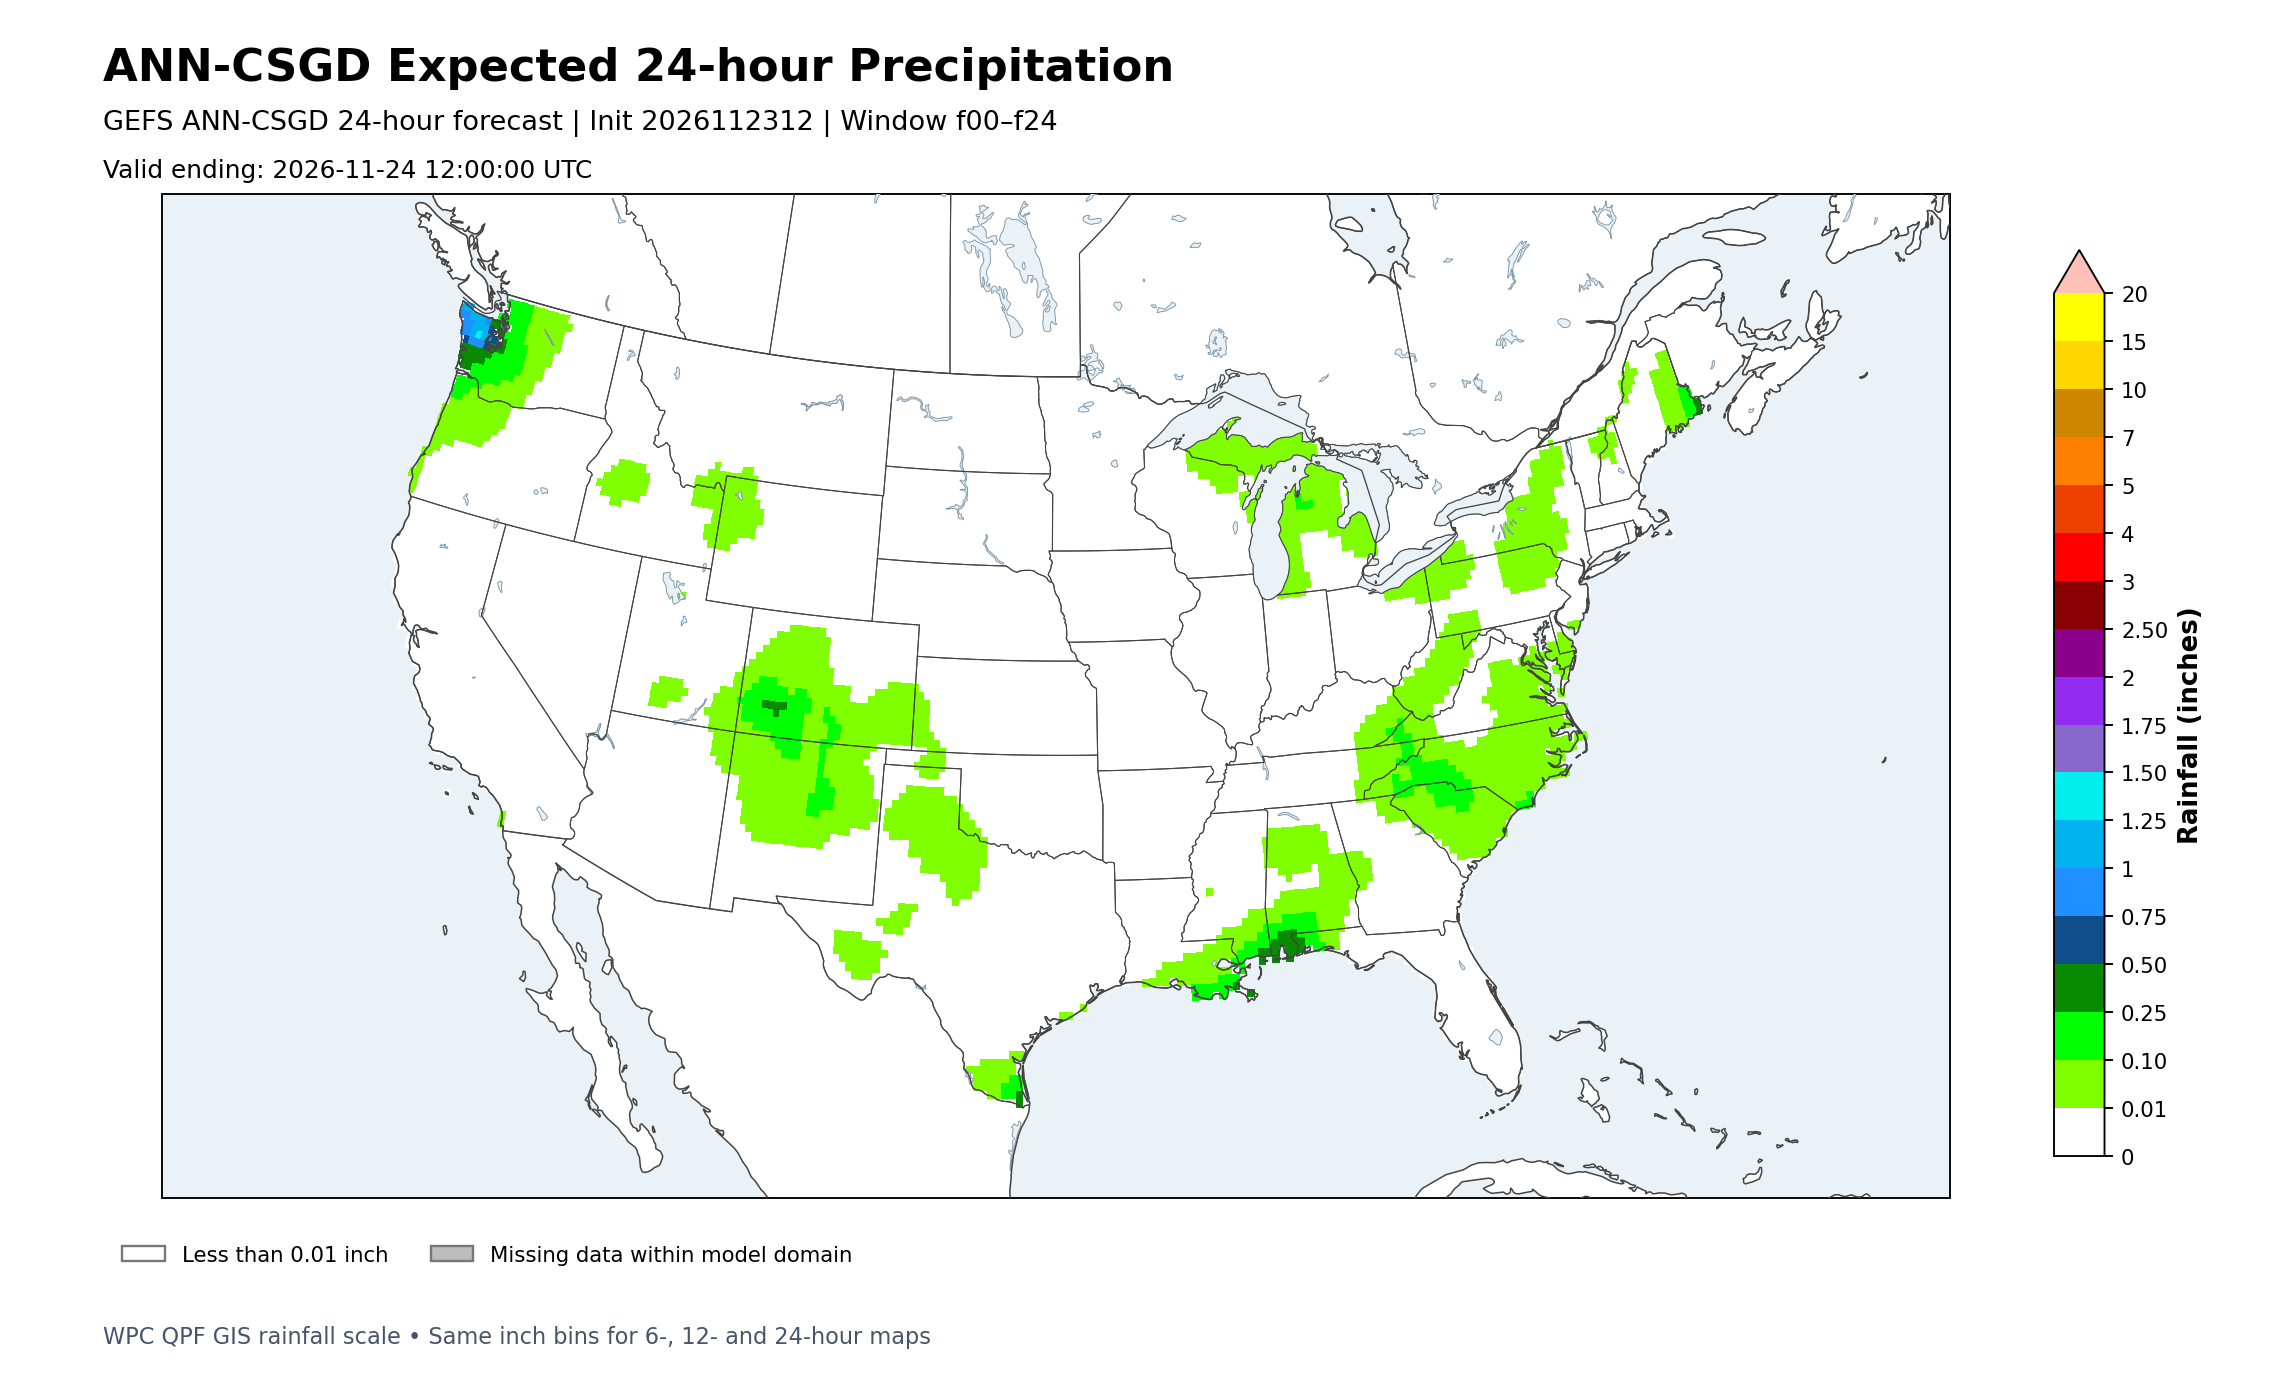 ANN-CSGD Expected 24-hour Precipitation
GEFS ANN-CSGD 24-hour forecast | Init 2026112312 | Window f00–f24
Valid ending: 2026-11-24 12:00:00 UTC
20
15
10
7
5
4
3
2.50
2
1.75
1.50
1.25
1
0.75
0.50
0.25
0.10
0.01
0
Rainfall (inches)
Less than 0.01 inch
Missing data within model domain
WPC QPF GIS rainfall scale • Same inch bins for 6-, 12- and 24-hour maps